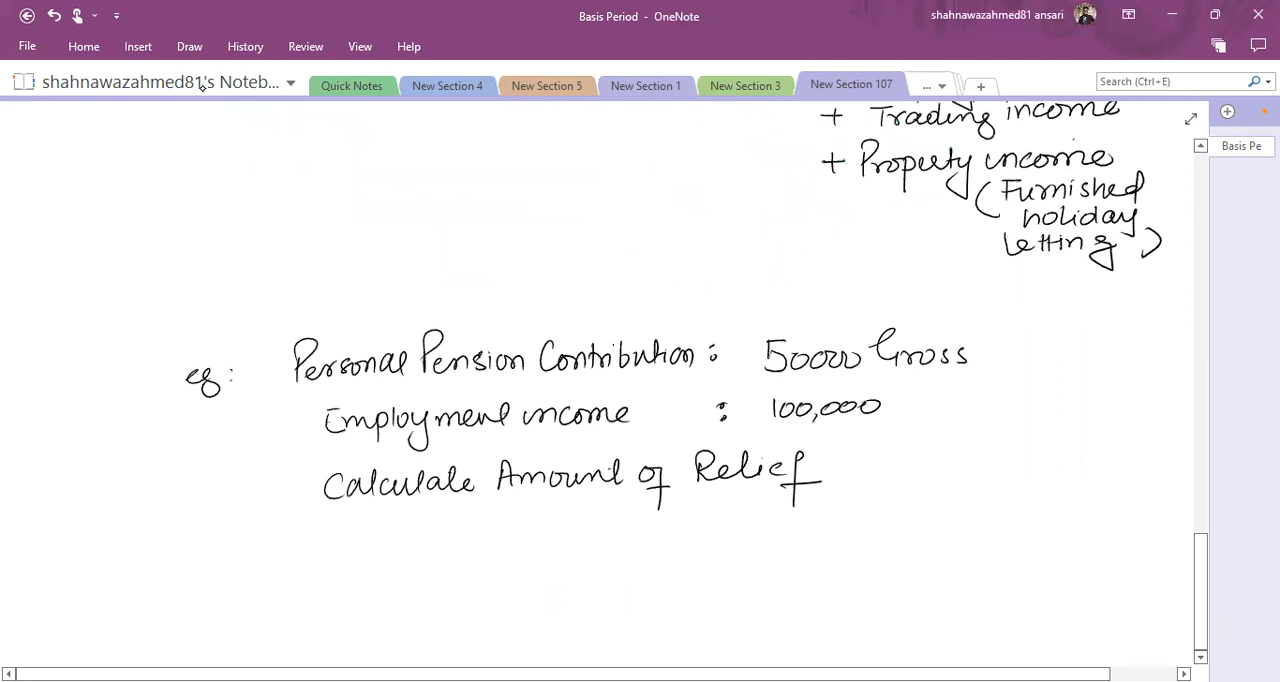 Basis Period - OneNote
shahnawazahmed81 ansari
File Home Insert Draw History Review View Help
shahnawazahmed81's Noteb... Quick Notes New Section 4 New Section 5 New Section 1 New Section 3 New Section 107 ... Search (Ctrl+E)
Basis Pe
+ Trading income
+ Property income
(Furnished
holiday
letting)
eg: Personal Pension Contribution: 50000 Gross
Employment income : 100,000
Calculate Amount of Relief